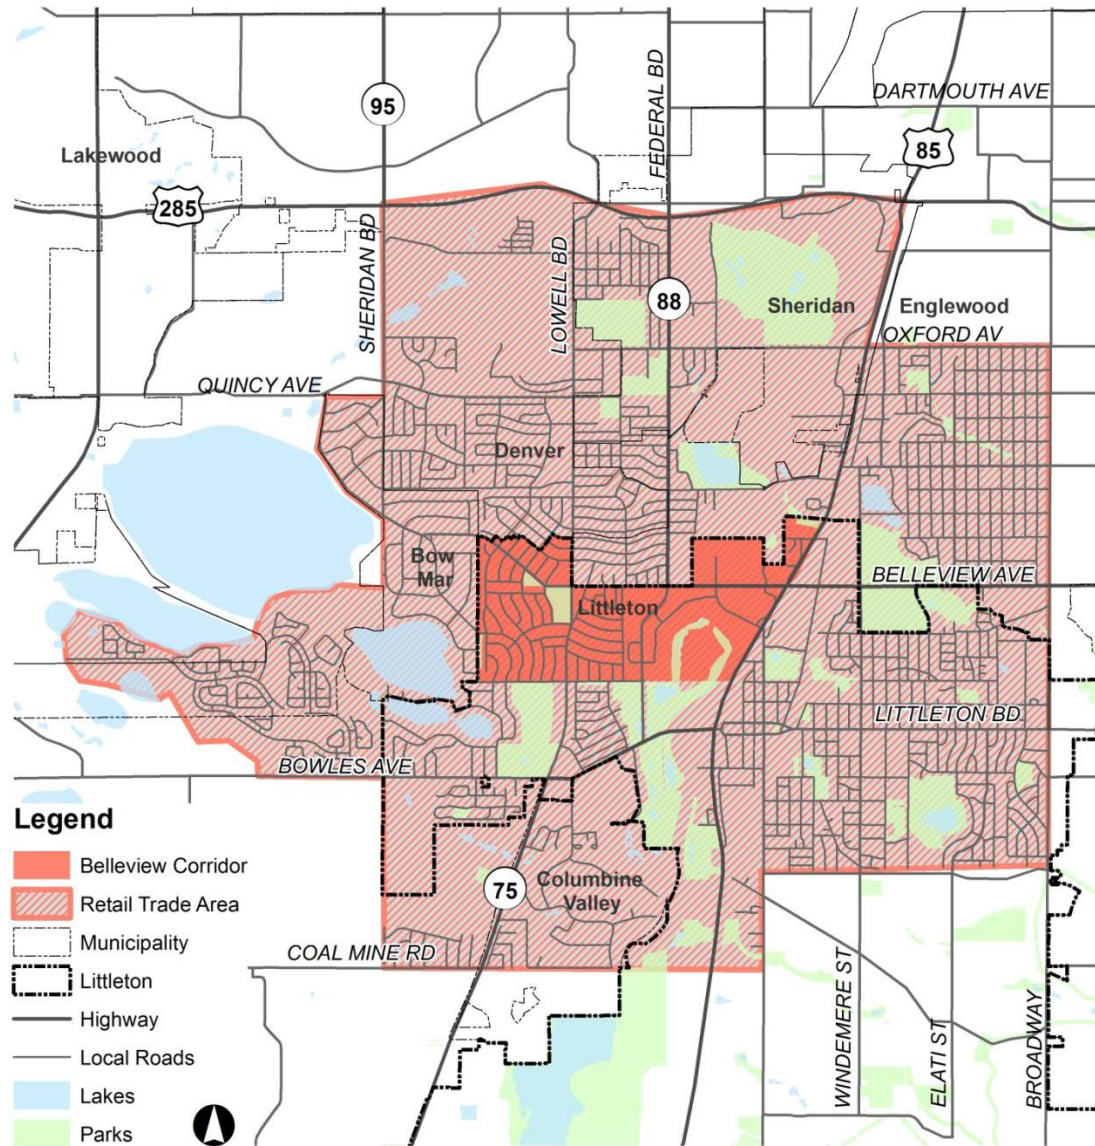 DARTMOUTH AVE
FEDERAL BD
95
85
Lakewood
285
SHERIDAN BD
LOWELL BD
88
Sheridan
Englewood
OXFORD AV
QUINCY AVE
Denver
Bow
Mar
BELLEVIEW AVE
Littleton
LITTLETON BD
BOWLES AVE
Columbine
Valley
75
COAL MINE RD
WINDEMERE ST
ELATI ST
BROADWAY
Legend
Belleview Corridor
Retail Trade Area
Municipality
Littleton
Highway
Local Roads
Lakes
Parks